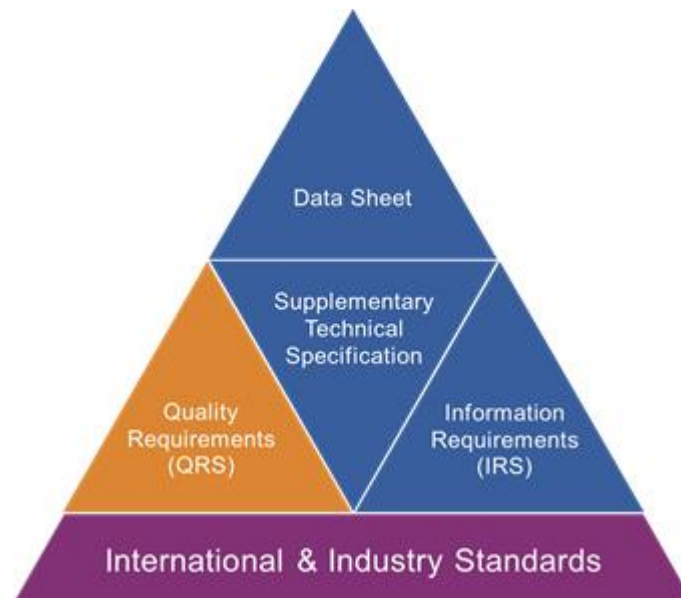 Data Sheet
Supplementary
Technical
Specification
Quality
Requirements
(QRS)
Information
Requirements
(IRS)
International & Industry Standards